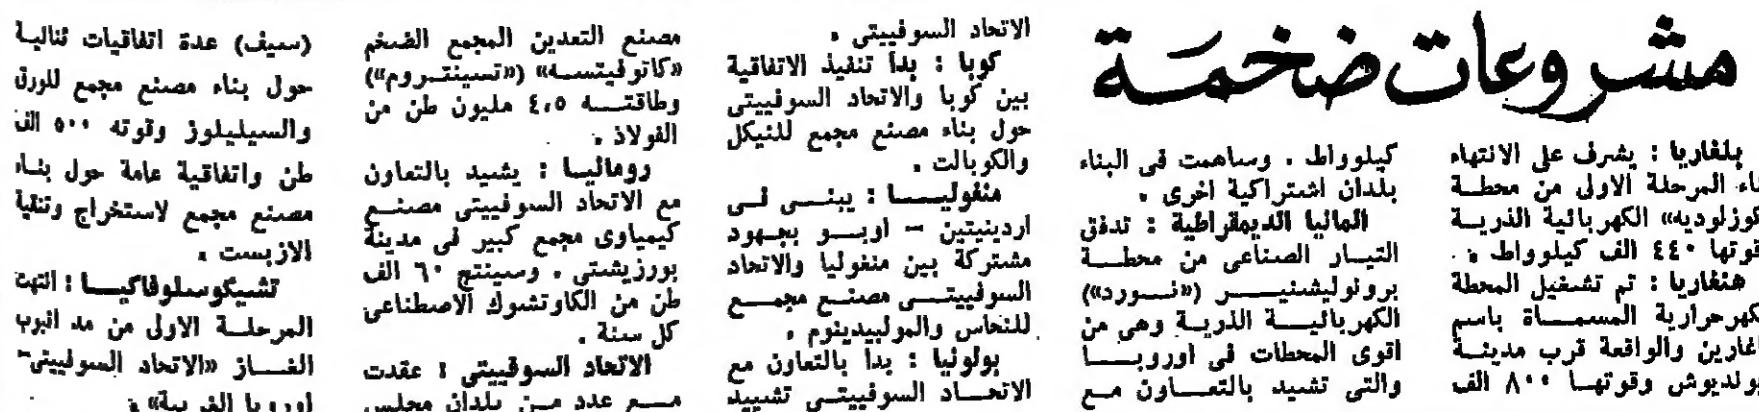 مشروعات ضخمة
بلغاريا : يشرف على الانتهاء
المرحلة الاولى من محطة
كوزلوديه» الكهربائية الذرية
قوتها ٤٤٠ الف كيلوواط .
هنغاريا : تم تشغيل المحطة
كهرحرارية المسماة باسم
غاغارين والواقعة قرب مدينة
وقوتها ٨٠٠ الف
كيلوواط . وساهمت فى البناء
بلدان اشتراكية اخرى .
المانيا الديمقراطية : تدفق
التيار الصناعى من محطة
برونوليشنير («نورد»)
الكهربائية الذرية وهى من
اقوى المحطات فى اوروبا
والتى تشيد بالتعاون مع
الاتحاد السوفييتى .
كوبا : بدأ تنفيذ الاتفاقية
بين كوبا والاتحاد السوفييتى
حول بناء مصنع مجمع للنيكل
والكوبالت .
منغوليا : يبنى فى
اردينيتين – اوبو بجهود
مشتركة بين منغوليا والاتحاد
السوفييتى مصنع مجمع
للنحاس والموليبدينوم .
بولونيا : بدا بالتعاون مع
الاتحاد السوفييتى تشييد
مصنع التعدين المجمع الضخم
«كاتوفيتسه» («تسينتروم»)
وطاقته ٤،٥ مليون طن من
الفولاذ .
رومانيا : يشيد بالتعاون
مع الاتحاد السوفييتى مصنع
كيمياوى مجمع كبير فى مدينة
بورزيشتى . وسينتج ٦٠ الف
طن من الكاوتشوك الاصطناعى
كل سنة .
الاتحاد السوفييتى : عقدت
مع عدد من بلدان مجلس
(سيف) عدة اتفاقيات ثنائية
حول بناء مصنع مجمع للورق
والسيليلوز وقوته ٥٠٠ الف
طن واتفاقية عامة حول بناء
مصنع مجمع لاستخراج وتنقية
الازبست .
تشيكوسلوفاكيا : انتهت
المرحلة الاولى من مد انبوب
الغاز «الاتحاد السوفييتى–
اوروبا الغربية» .